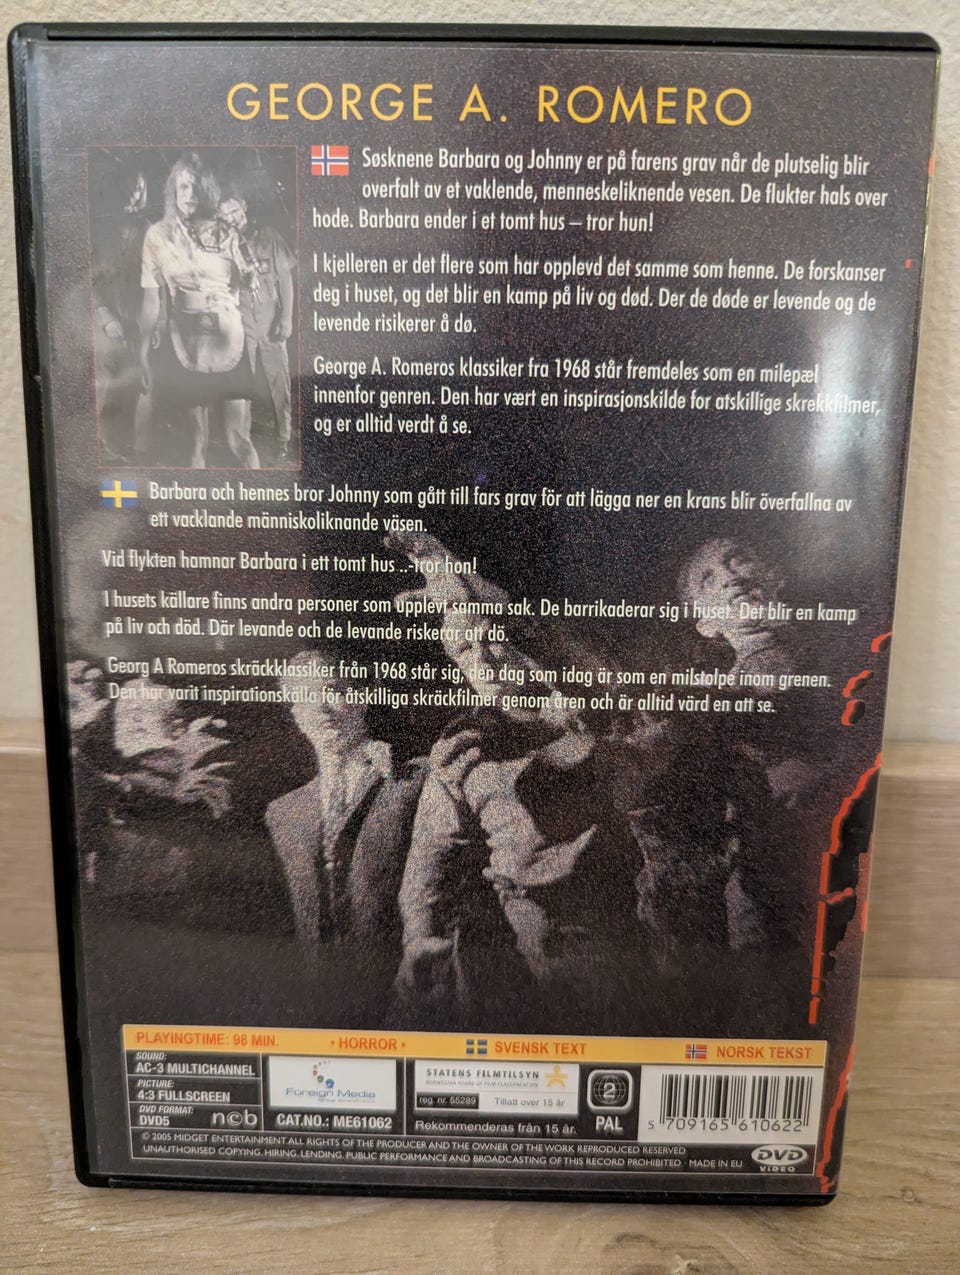 GEORGE A. ROMERO
Søsknene Barbara og Johnny er på farens grav når de plutselig blir
overfalt av et vaklende, menneskeliknende vesen. De flukter hals over
hode. Barbara ender i et tomt hus – tror hun!
I kjelleren er det flere som har opplevd det samme som henne. De forskanser
deg i huset, og det blir en kamp på liv og død. Der de døde er levende og de
levende risikerer å dø.
George A. Romeros klassiker fra 1968 står fremdeles som en milepæl
innenfor genren. Den har vært en inspirasjonskilde for atskillige skrekkfilmer,
og er alltid verdt å se.
Barbara och hennes bror Johnny som gått till fars grav för att lägga ner en krans blir överfallna av
ett vacklande människoliknande väsen.
Vid flykten hamnar Barbara i ett tomt hus ..-tror hon!
I husets källare finns andra personer som upplevt samma sak. De barrikaderar sig i huset. Det blir en kamp
på liv och död. Där levande och de levande riskerar att dö.
Georg A Romeros skräckklassiker från 1968 står sig, den dag som idag är som en milstolpe inom grenen.
Den har varit inspirationskälla för åtskilliga skräckfilmer genom åren och är alltid värd en att se.
PLAYINGTIME: 98 MIN. • HORROR • SVENSK TEXT NORSK TEKST
SOUND:
AC-3 MULTICHANNEL
PICTURE:
4:3 FULLSCREEN
DVD FORMAT:
DVD5
ncb
Foreign Media
CAT.NO.: ME61062
STATENS FILMTILSYN
NORWEGIAN BOARD OF FILM CLASSIFICATION
reg. nr. 55289 Tillatt over 15 år
Rekommenderas från 15 år.
2
PAL
5 709165 610622
© 2005 MIDGET ENTERTAINMENT. ALL RIGHTS OF THE PRODUCER AND THE OWNER OF THE WORK REPRODUCED RESERVED
UNAUTHORISED COPYING, HIRING, LENDING, PUBLIC PERFORMANCE AND BROADCASTING OF THIS RECORD PROHIBITED · MADE IN EU
DVD
VIDEO